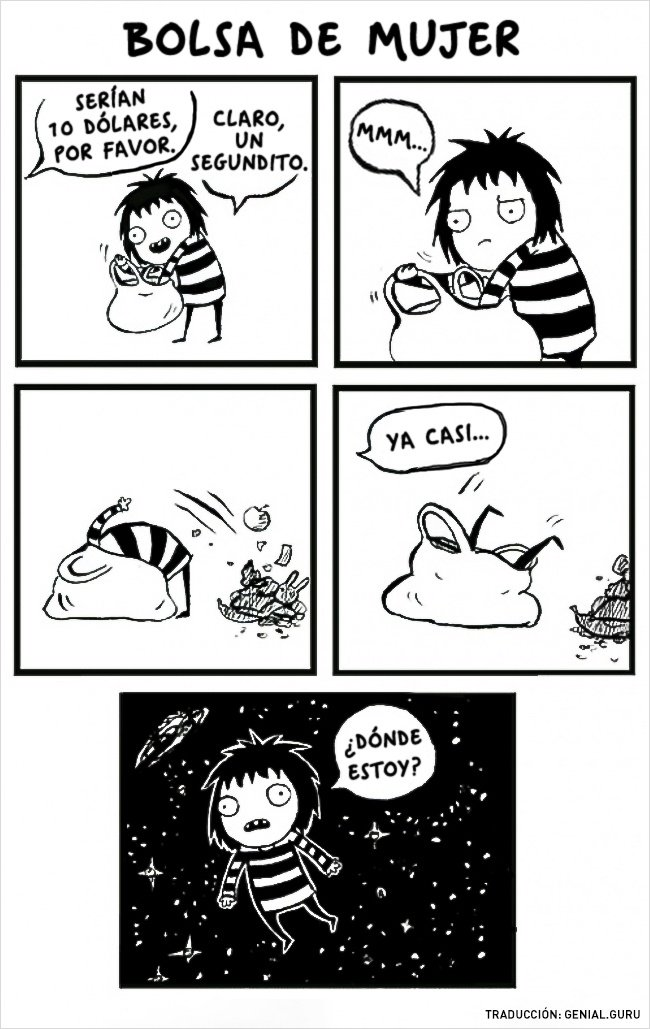 BOLSA DE MUJER
SERÍAN
10 DÓLARES,
POR FAVOR.
CLARO,
UN
SEGUNDITO.
MMM...
YA CASI...
¿DÓNDE
ESTOY?
TRADUCCIÓN: GENIAL.GURU